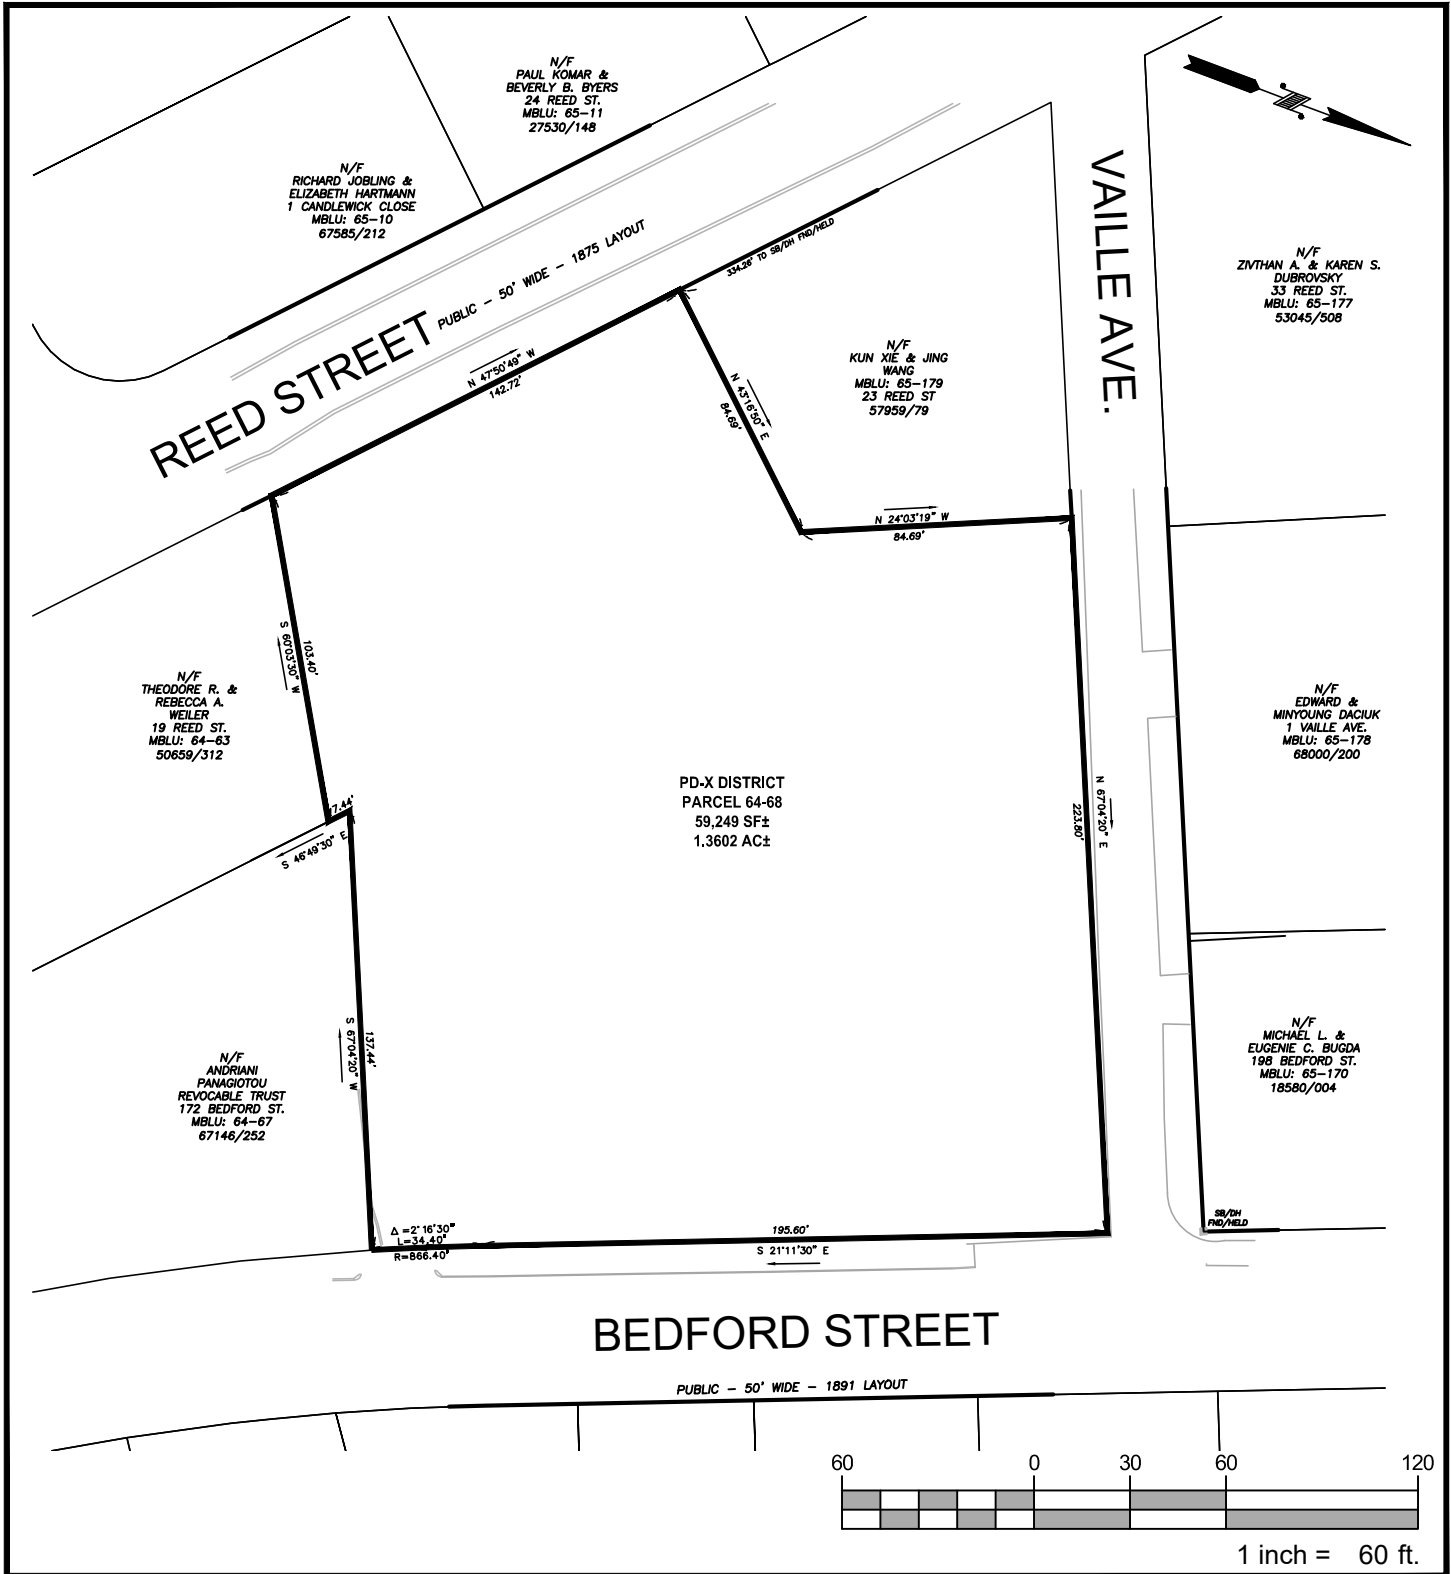 N/F
PAUL KOMAR &
BEVERLY B. BYERS
24 REED ST.
MBLU: 65-11
27530/148
N/F
RICHARD JOBLING &
ELIZABETH HARTMANN
1 CANDLEWICK CLOSE
MBLU: 65-10
67585/212
VAILLE AVE.
N/F
ZIVTHAN A. & KAREN S.
DUBROVSKY
33 REED ST.
MBLU: 65-177
53045/508
REED STREET
PUBLIC - 50' WIDE - 1875 LAYOUT
334.26' TO SB/DH FND/HELD
N 47°50'49" W
142.72'
N 43°16'50" E
84.69'
N/F
KUN XIE & JING
WANG
MBLU: 65-179
23 REED ST
57959/79
N 24°03'19" W
84.69'
S 60°03'30" W
103.40'
N/F
THEODORE R. &
REBECCA A.
WEILER
19 REED ST.
MBLU: 64-63
50659/312
7.44'
S 46°49'30" E
PD-X DISTRICT
PARCEL 64-68
59,249 SF±
1.3602 AC±
N 67°04'20" E
223.80'
N/F
EDWARD &
MINYOUNG DACIUK
1 VAILLE AVE.
MBLU: 65-178
68000/200
S 67°04'20" W
137.44'
N/F
ANDRIANI
PANAGIOTOU
REVOCABLE TRUST
172 BEDFORD ST.
MBLU: 64-67
67146/252
N/F
MICHAEL L. &
EUGENIE C. BUGDA
198 BEDFORD ST.
MBLU: 65-170
18580/004
SB/DH
FND/HELD
Δ =2°16'30"
L=34.40'
R=866.40'
195.60'
S 21°11'30" E
BEDFORD STREET
PUBLIC - 50' WIDE - 1891 LAYOUT
60 0 30 60 120
1 inch = 60 ft.